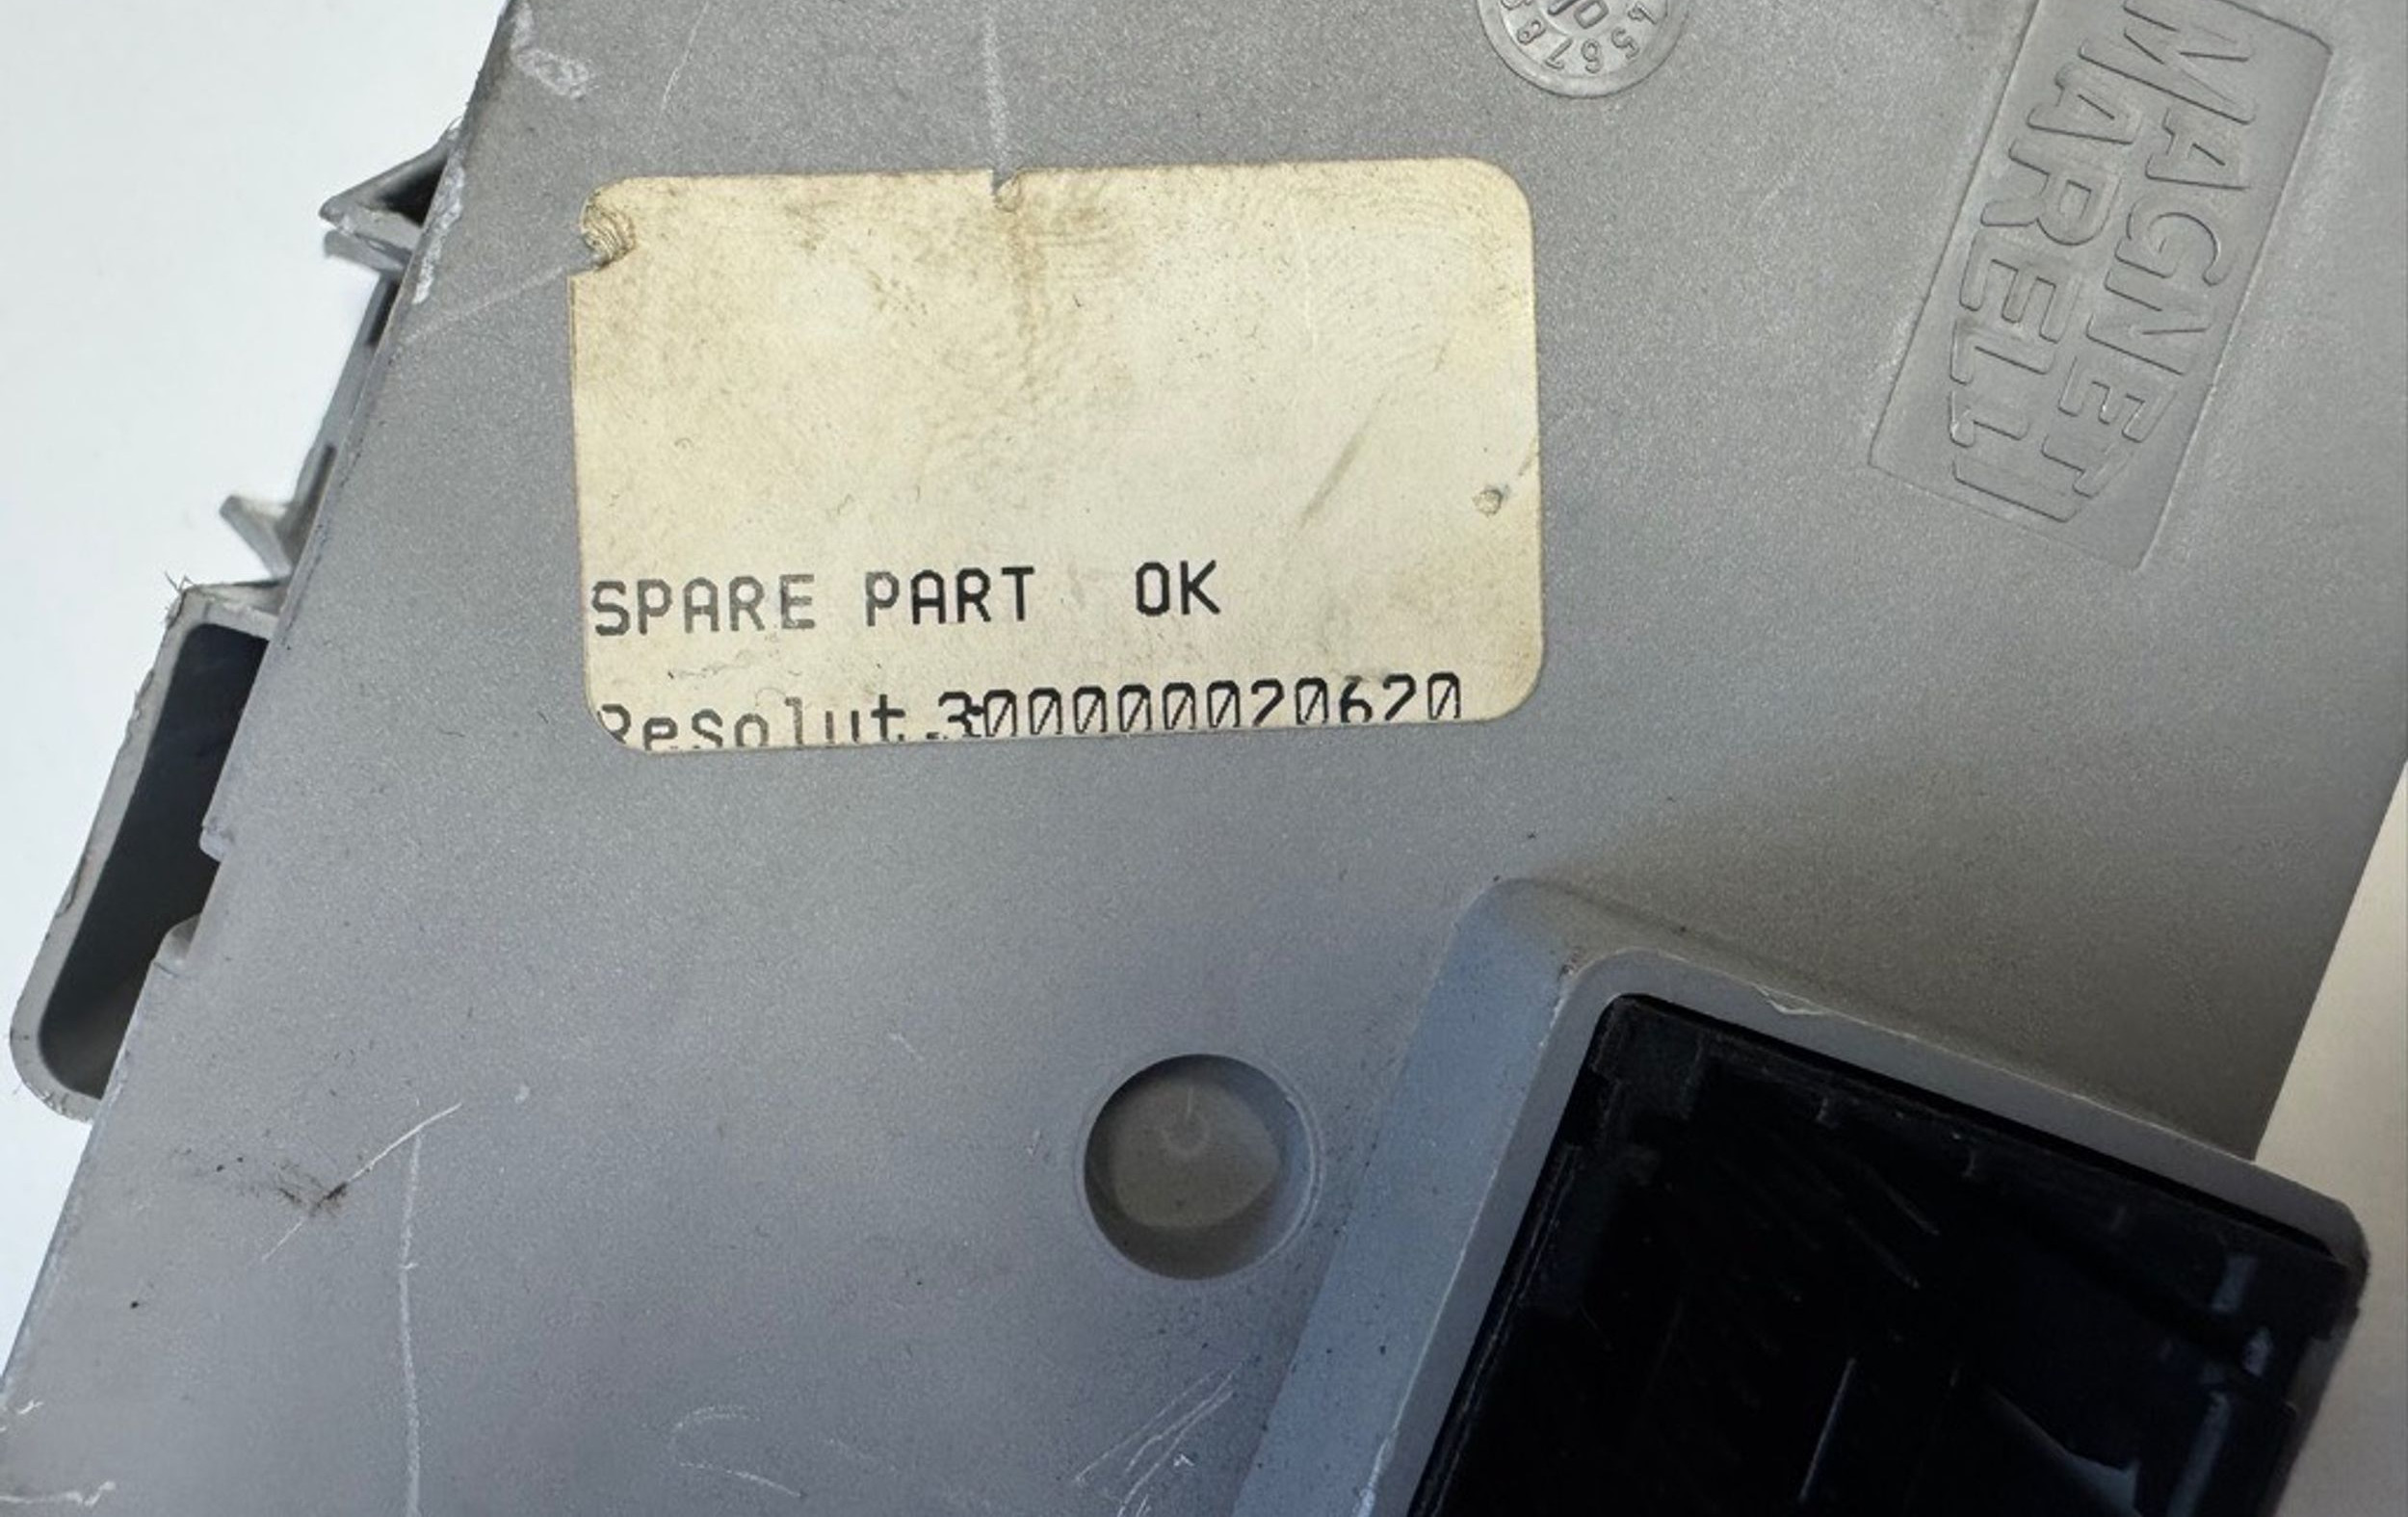 SPARE PART OK
Resolut.300000020620
MAGNETI
MARELLI